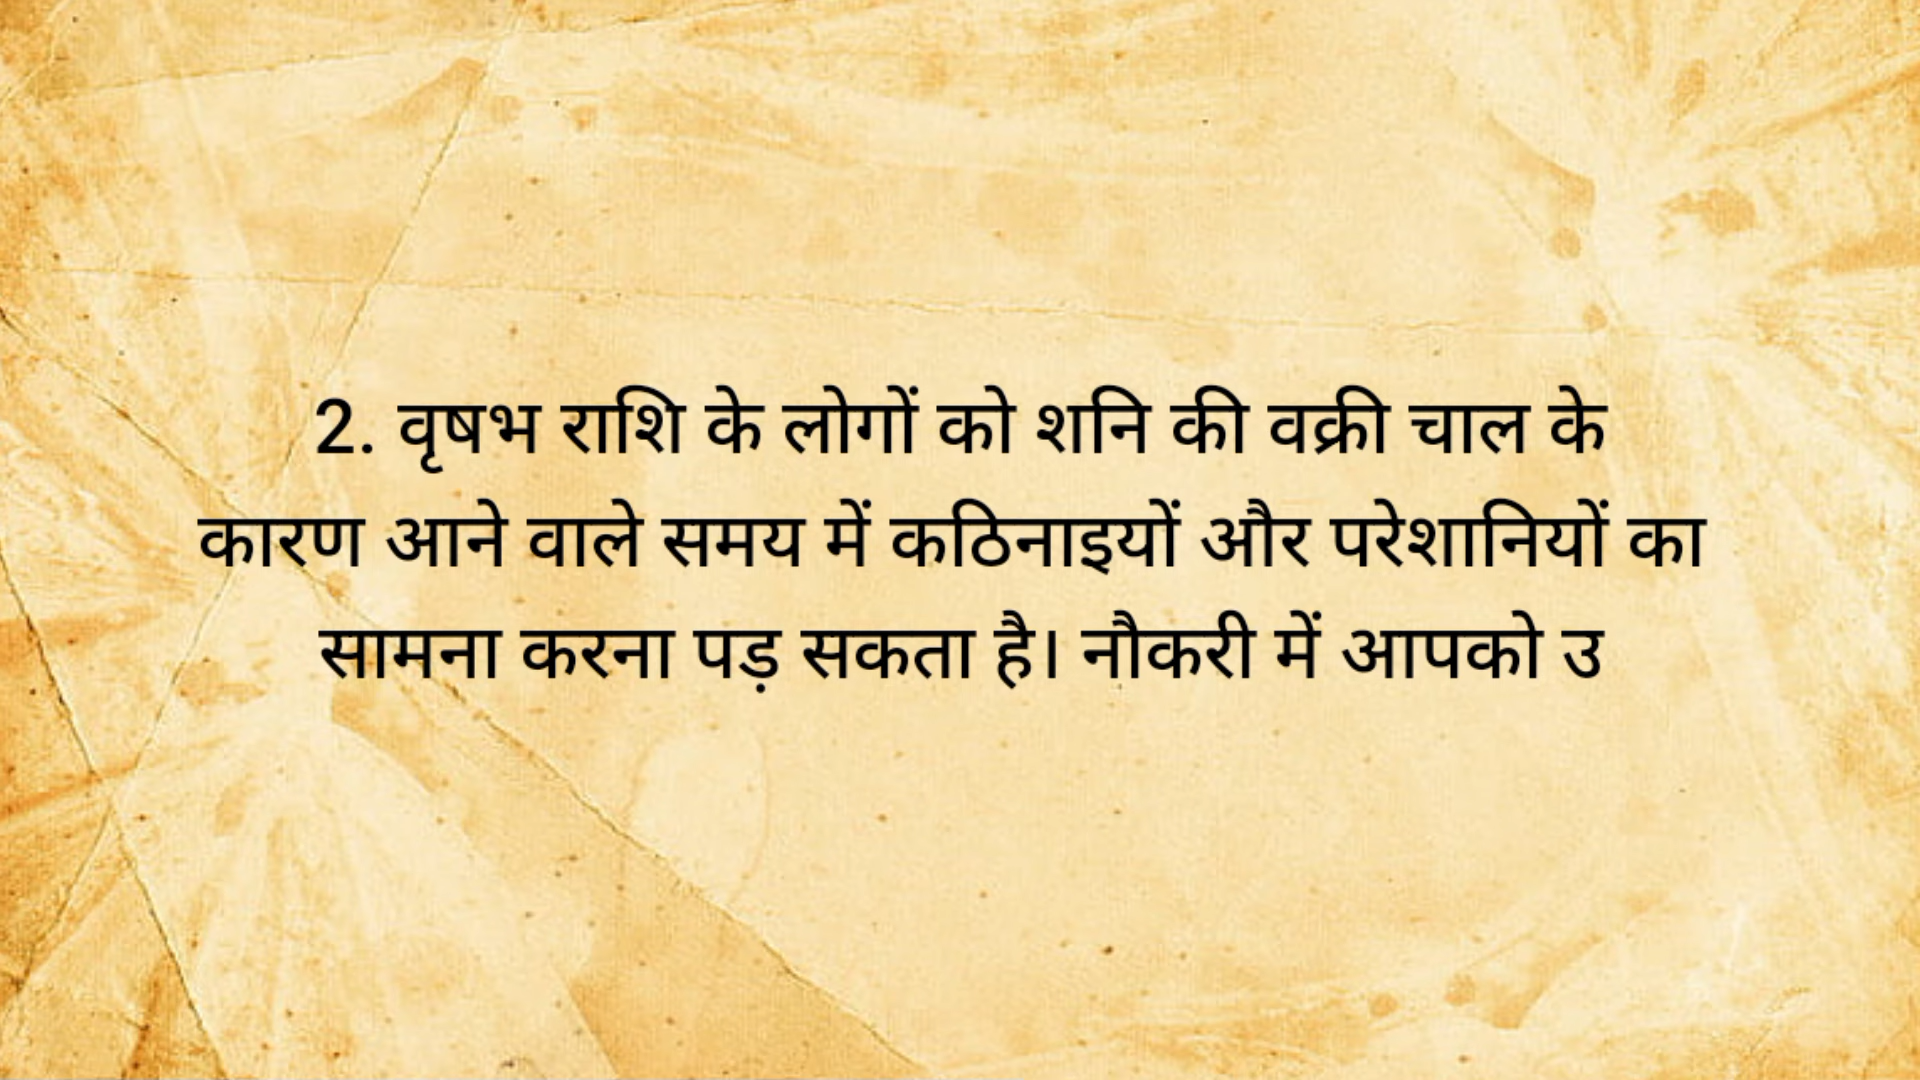 2. वृषभ राशि के लोगों को शनि की वक्री चाल के
कारण आने वाले समय में कठिनाइयों और परेशानियों का
सामना करना पड़ सकता है। नौकरी में आपको उ